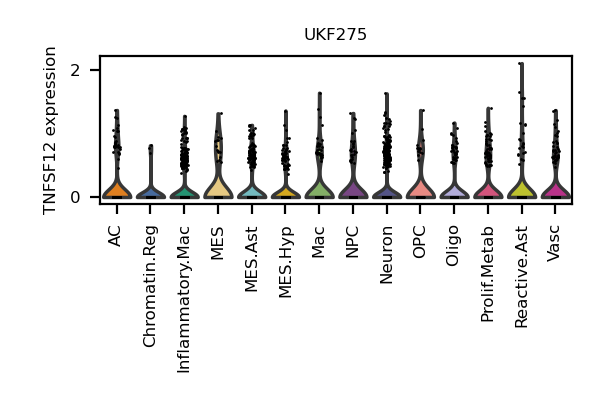 UKF275
TNFSF12 expression
2
0
AC
Chromatin.Reg
Inflammatory.Mac
MES
MES.Ast
MES.Hyp
Mac
NPC
Neuron
OPC
Oligo
Prolif.Metab
Reactive.Ast
Vasc